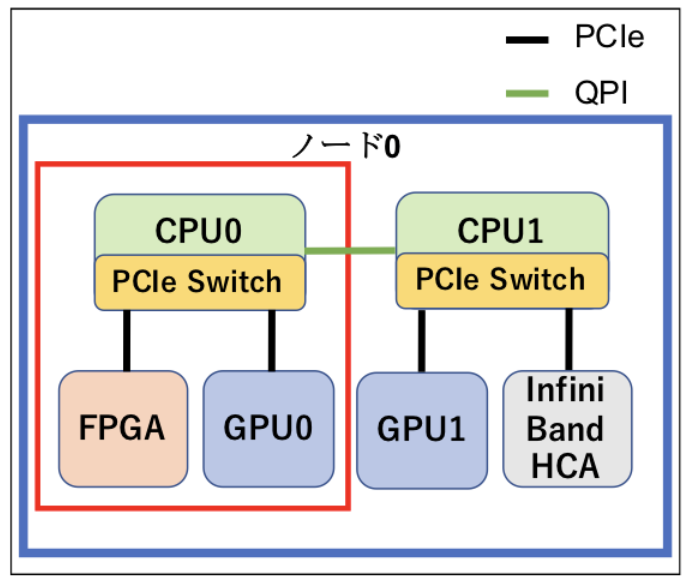 PCIe
QPI
ノード0
CPU0
PCIe Switch
CPU1
PCIe Switch
FPGA
GPU0
GPU1
Infini
Band
HCA